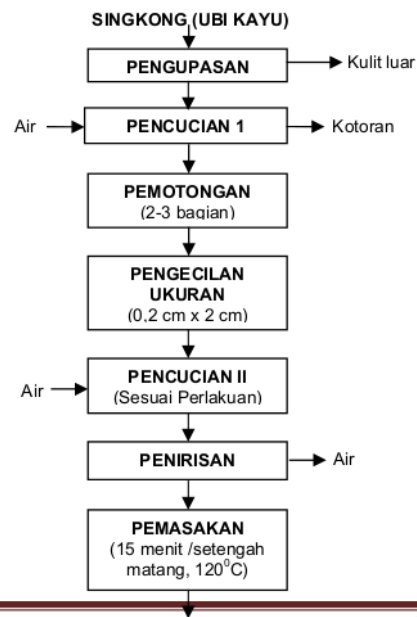 SINGKONG (UBI KAYU)
PENGUPASAN
Kulit luar
Air
PENCUCIAN 1
Kotoran
PEMOTONGAN
(2-3 bagian)
PENGECILAN
UKURAN
(0,2 cm x 2 cm)
Air
PENCUCIAN II
(Sesuai Perlakuan)
PENIRISAN
Air
PEMASAKAN
(15 menit /setengah
matang, 120⁰C)